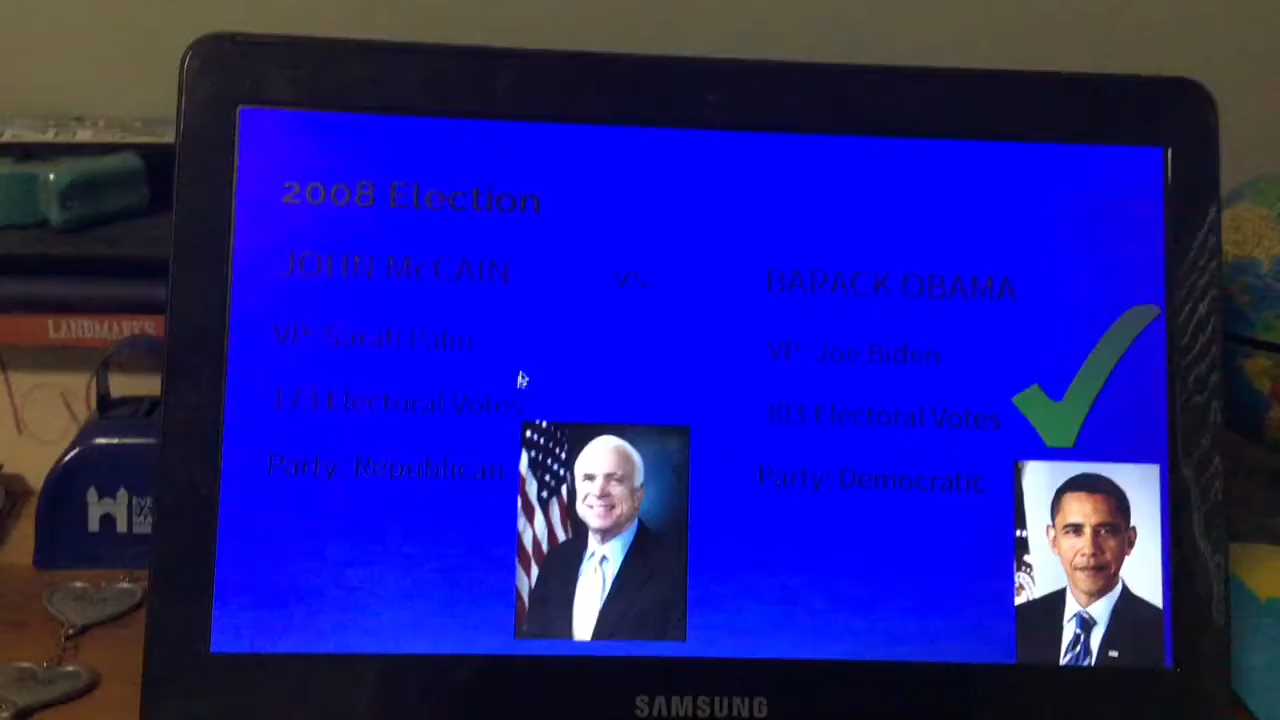 2008 Election
JOHN McCAIN vs. BARACK OBAMA
VP: Sarah Palin
VP: Joe Biden
173 Electoral Votes
303 Electoral Votes
Party: Republican
Party: Democratic
LANDMARKS
SAMSUNG